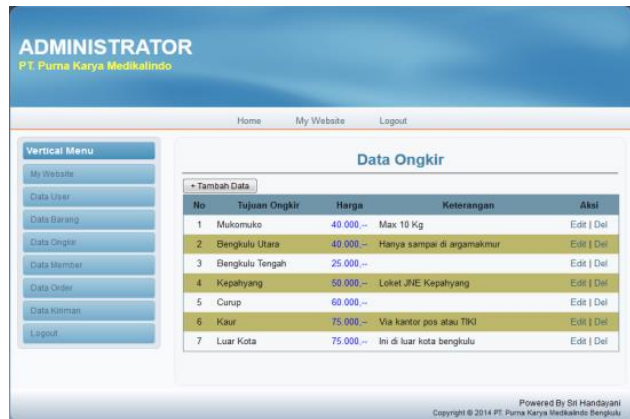 ADMINISTRATOR
PT. Purna Karya Medikalindo
Home My Website Logout
Vertical Menu
My Website
Data User
Data Barang
Data Ongkir
Data Member
Data Order
Data Kiriman
Logout
Data Ongkir
+ Tambah Data
No Tujuan Ongkir Harga Keterangan Aksi
1 Mukomuko 40.000,-- Max 10 Kg Edit | Del
2 Bengkulu Utara 40.000,-- Hanya sampai di argamakmur Edit | Del
3 Bengkulu Tengah 25.000,-- Edit | Del
4 Kepahyang 50.000,-- Loket JNE Kepahyang Edit | Del
5 Curup 60.000,-- Edit | Del
6 Kaur 75.000,-- Via kantor pos atau TIKI Edit | Del
7 Luar Kota 75.000,-- Ini di luar kota bengkulu Edit | Del
Powered By Sri Handayani
Copyright @ 2014 PT. Purna Karya Medikalindo Bengkulu